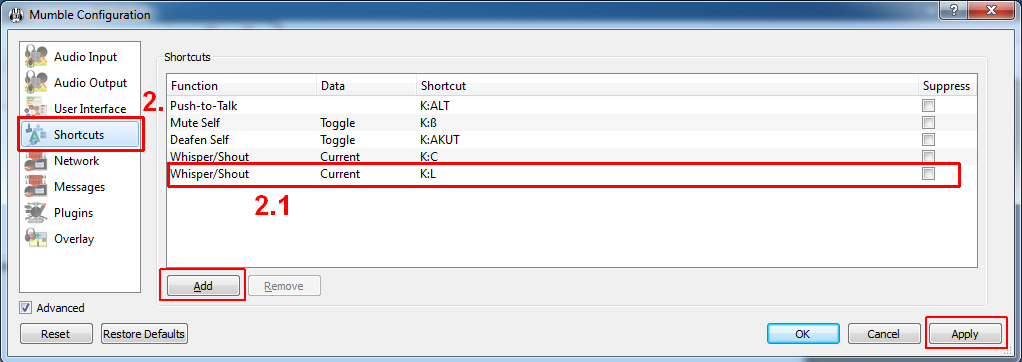 Mumble Configuration
Audio Input
Audio Output
User Interface
2.
Shortcuts
Network
Messages
Plugins
Overlay
Shortcuts
Function Data Shortcut Suppress
Push-to-Talk K:ALT
Mute Self Toggle K:ß
Deafen Self Toggle K:AKUT
Whisper/Shout Current K:C
Whisper/Shout Current K:L
2.1
Add Remove
Advanced
Reset Restore Defaults OK Cancel Apply